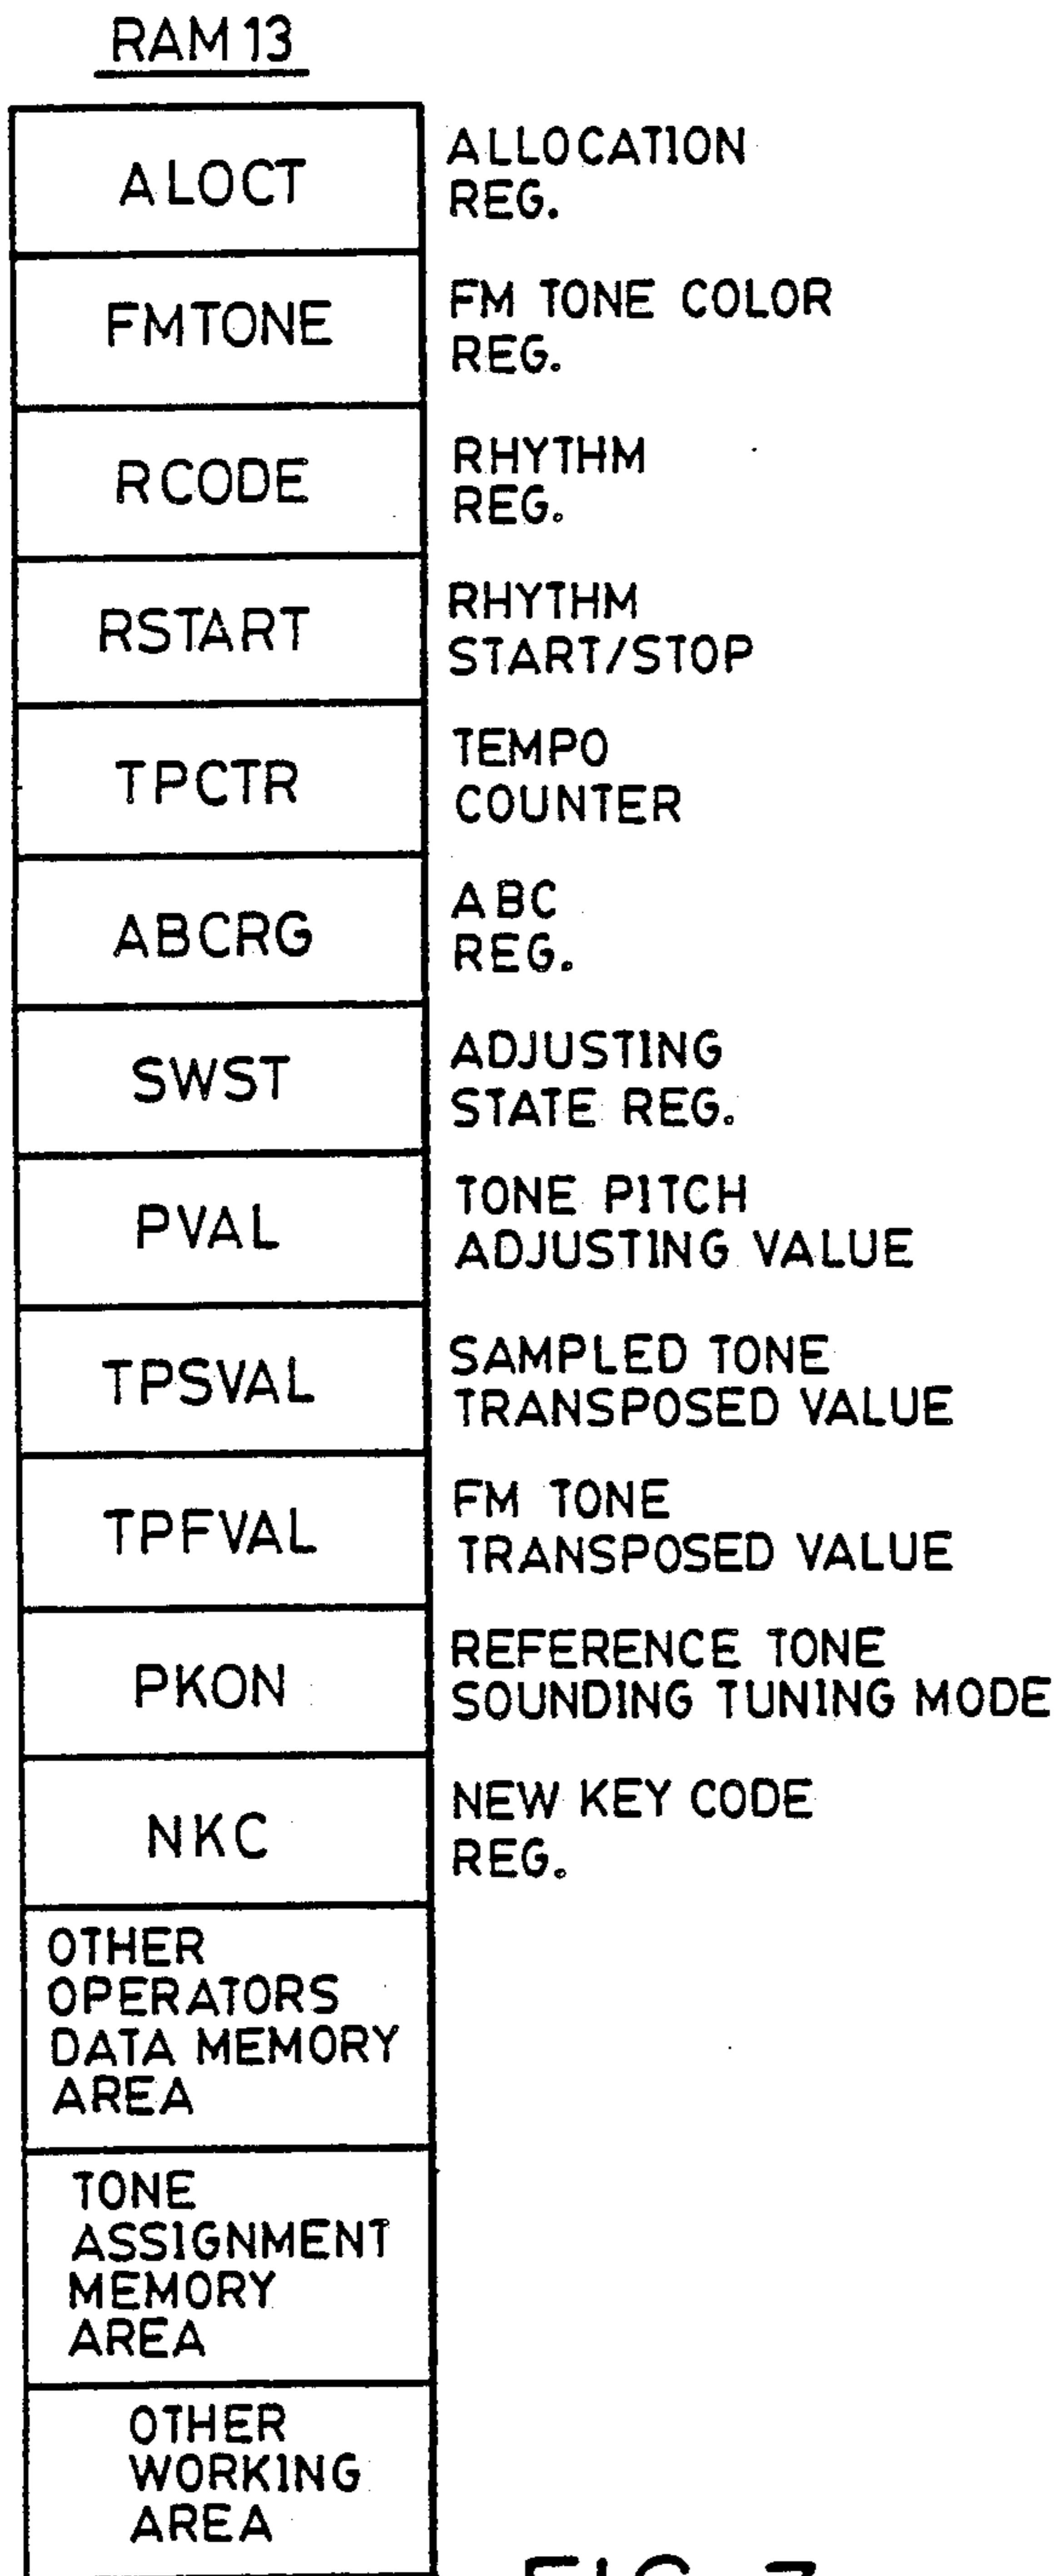 RAM 13
ALOCT
ALLOCATION
REG.
FMTONE
FM TONE COLOR
REG.
RCODE
RHYTHM
REG.
RSTART
RHYTHM
START/STOP
TPCTR
TEMPO
COUNTER
ABCRG
ABC
REG.
SWST
ADJUSTING
STATE REG.
PVAL
TONE PITCH
ADJUSTING VALUE
TPSVAL
SAMPLED TONE
TRANSPOSED VALUE
TPFVAL
FM TONE
TRANSPOSED VALUE
PKON
REFERENCE TONE
SOUNDING TUNING MODE
NKC
NEW KEY CODE
REG.
OTHER
OPERATORS
DATA MEMORY
AREA
TONE
ASSIGNMENT
MEMORY
AREA
OTHER
WORKING
AREA
FIG.